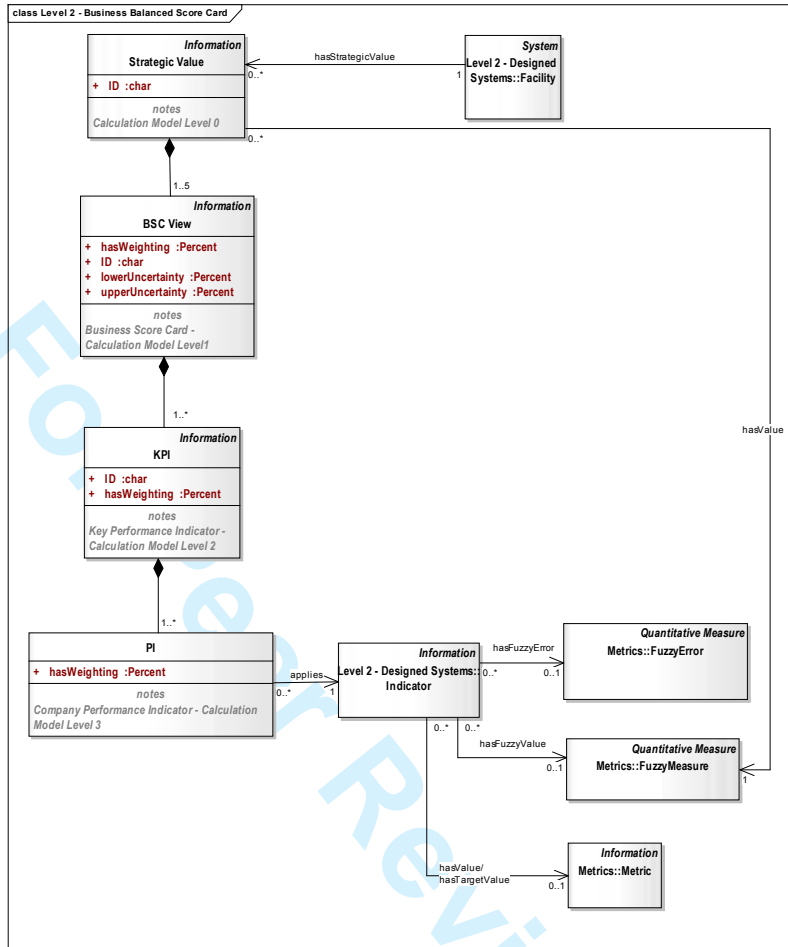 class Level 2 - Business Balanced Score Card
Information
Strategic Value
+ ID :char
notes
Calculation Model Level 0
hasStrategicValue
0..*
1
System
Level 2 - Designed
Systems::Facility
0..*
1..5
Information
BSC View
+ hasWeighting :Percent
+ ID :char
+ lowerUncertainty :Percent
+ upperUncertainty :Percent
notes
Business Score Card -
Calculation Model Level1
1..*
hasValue
Information
KPI
+ ID :char
+ hasWeighting :Percent
notes
Key Performance Indicator -
Calculation Model Level 2
1..*
PI
+ hasWeighting :Percent
notes
Company Performance Indicator - Calculation
Model Level 3
applies
0..*
1
Information
Level 2 - Designed Systems::
Indicator
hasFuzzyError
0..*
0..1
Quantitative Measure
Metrics::FuzzyError
0..*
0..*
hasFuzzyValue
0..1
Quantitative Measure
Metrics::FuzzyMeasure
1
hasValue/
hasTargetValue
0..1
Information
Metrics::Metric
For Peer Revi